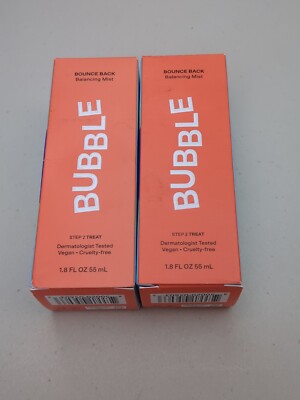 BOUNCE BACK
Balancing Mist
BUBBLE
STEP 2 TREAT
Dermatologist Tested
Vegan • Cruelty-free
1.8 FL OZ 55 mL
BOUNCE BACK
Balancing Mist
BUBBLE
STEP 2 TREAT
Dermatologist Tested
Vegan • Cruelty-free
1.8 FL OZ 55 mL